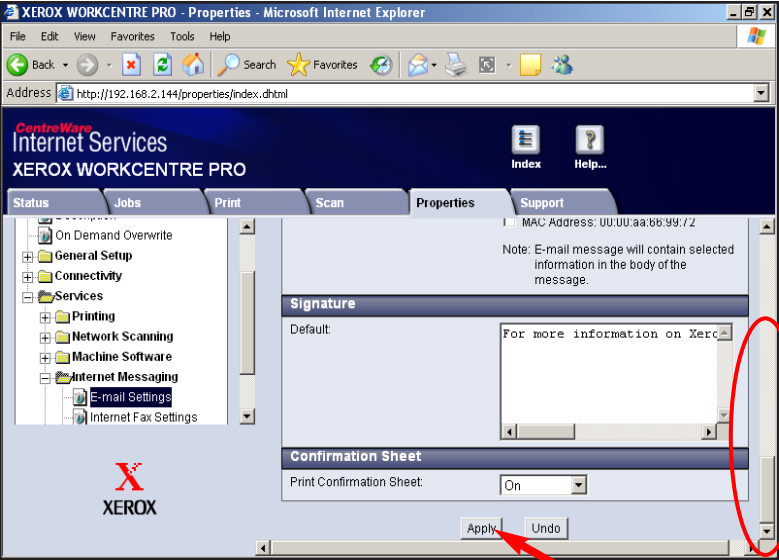 XEROX WORKCENTRE PRO - Properties - Microsoft Internet Explorer
File Edit View Favorites Tools Help
Back Search Favorites
Address http://192.168.2.144/properties/index.dhtml
CentreWare
Internet Services
XEROX WORKCENTRE PRO
Index Help...
Status Jobs Print Scan Properties Support
Description
On Demand Overwrite
General Setup
Connectivity
Services
Printing
Network Scanning
Machine Software
Internet Messaging
E-mail Settings
Internet Fax Settings
X
XEROX
MAC Address: 00:00:aa:66:99:72
Note: E-mail message will contain selected
information in the body of the
message.
Signature
Default:
For more information on Xero
Confirmation Sheet
Print Confirmation Sheet: On
Apply Undo